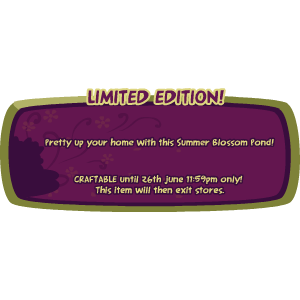 LIMITED EDITION!
Pretty up your home with this Summer Blossom Pond!
CRAFTABLE until 26th june 11:59pm only!
This item will then exit stores.